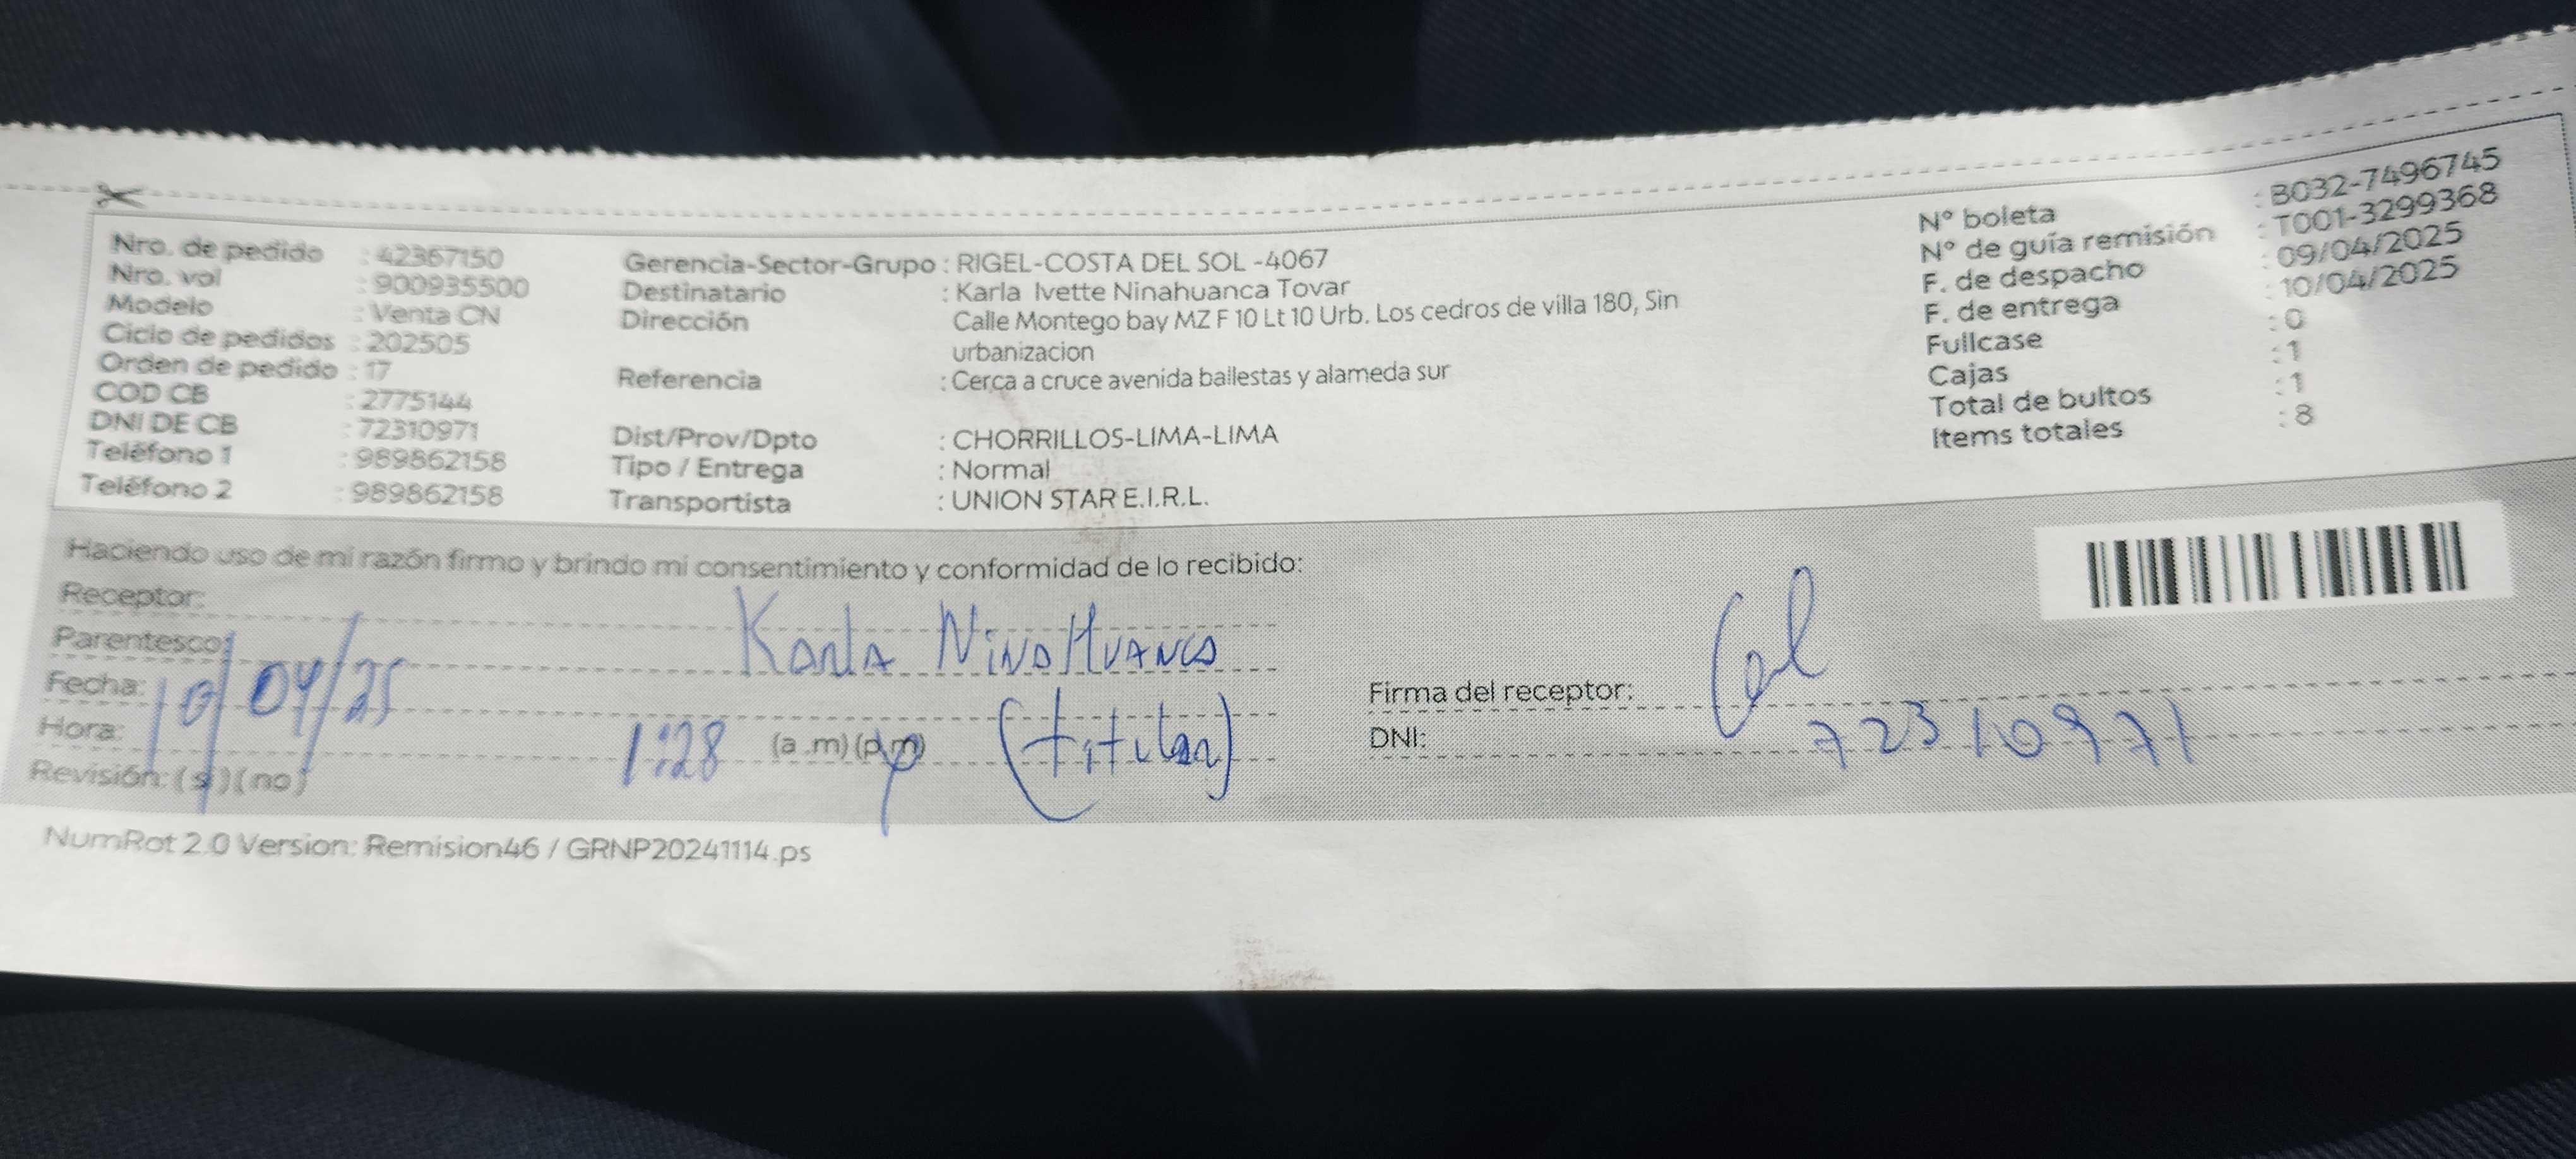 Nro. de pedido : 42367150
Nro. vol : 900935500
Modelo : Venta CN
Ciclo de pedidos : 202505
Orden de pedido : 17
COD CB : 2775144
DNI DE CB : 72310971
Teléfono 1 : 989862158
Teléfono 2 : 989862158
Gerencia-Sector-Grupo : RIGEL-COSTA DEL SOL -4067
Destinatario : Karla Ivette Ninahuanca Tovar
Dirección Calle Montego bay MZ F 10 Lt 10 Urb. Los cedros de villa 180, Sin
urbanizacion
Referencia : Cerca a cruce avenida ballestas y alameda sur
Dist/Prov/Dpto : CHORRILLOS-LIMA-LIMA
Tipo / Entrega : Normal
Transportista : UNION STAR E.I.R.L.
N° boleta : B032-7496745
N° de guía remisión : T001-3299368
F. de despacho : 09/04/2025
F. de entrega : 10/04/2025
Fullcase : 0
Cajas : 1
Total de bultos : 1
Items totales : 8
Haciendo uso de mi razón firmo y brindo mi consentimiento y conformidad de lo recibido:
Receptor:
Parentesco: Karla NinaHuanca
Fecha: 10/04/25
Hora: 1:28 (a .m) (p.m) (titular)
Revisión: (si) (no)
Firma del receptor:
DNI: 72310971
NumRot 2.0 Version: Remision46 / GRNP20241114.ps